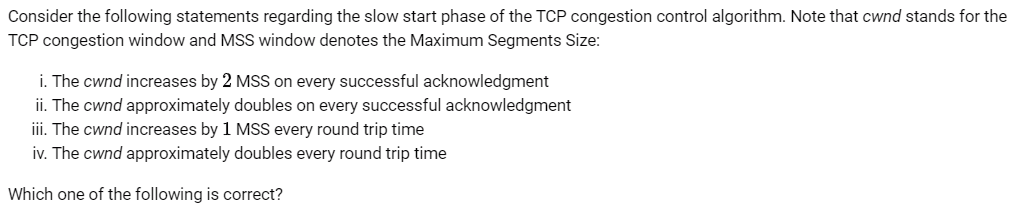 Consider the following statements regarding the slow start phase of the TCP congestion control algorithm. Note that cwnd stands for the
TCP congestion window and MSS window denotes the Maximum Segments Size:
i. The cwnd increases by 2 MSS on every successful acknowledgment
ii. The cwnd approximately doubles on every successful acknowledgment
iii. The cwnd increases by 1 MSS every round trip time
iv. The cwnd approximately doubles every round trip time
Which one of the following is correct?